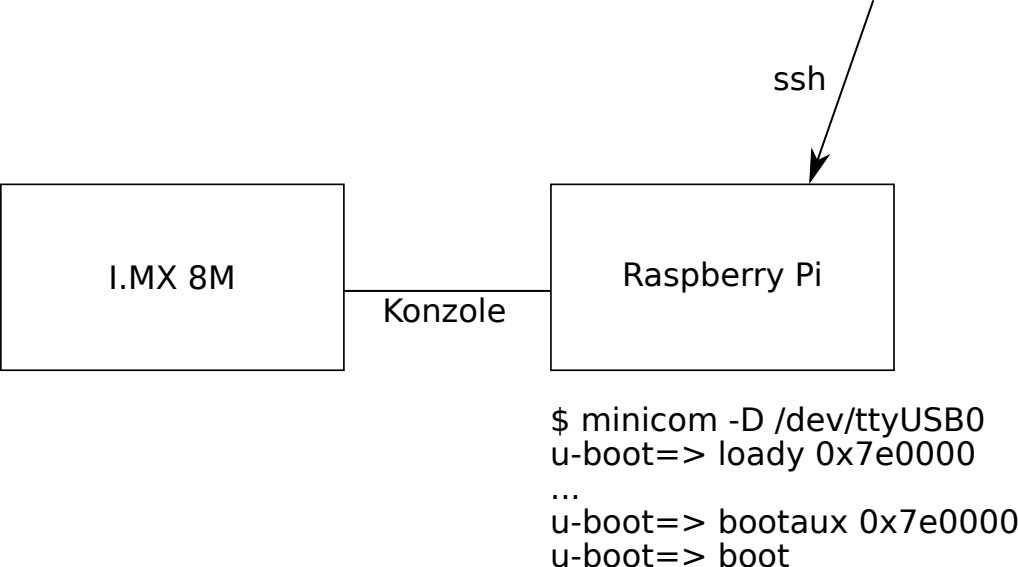 ssh
I.MX 8M
Raspberry Pi
Konzole
$ minicom -D /dev/ttyUSB0
u-boot=> loady 0x7e0000
...
u-boot=> bootaux 0x7e0000
u-boot=> boot